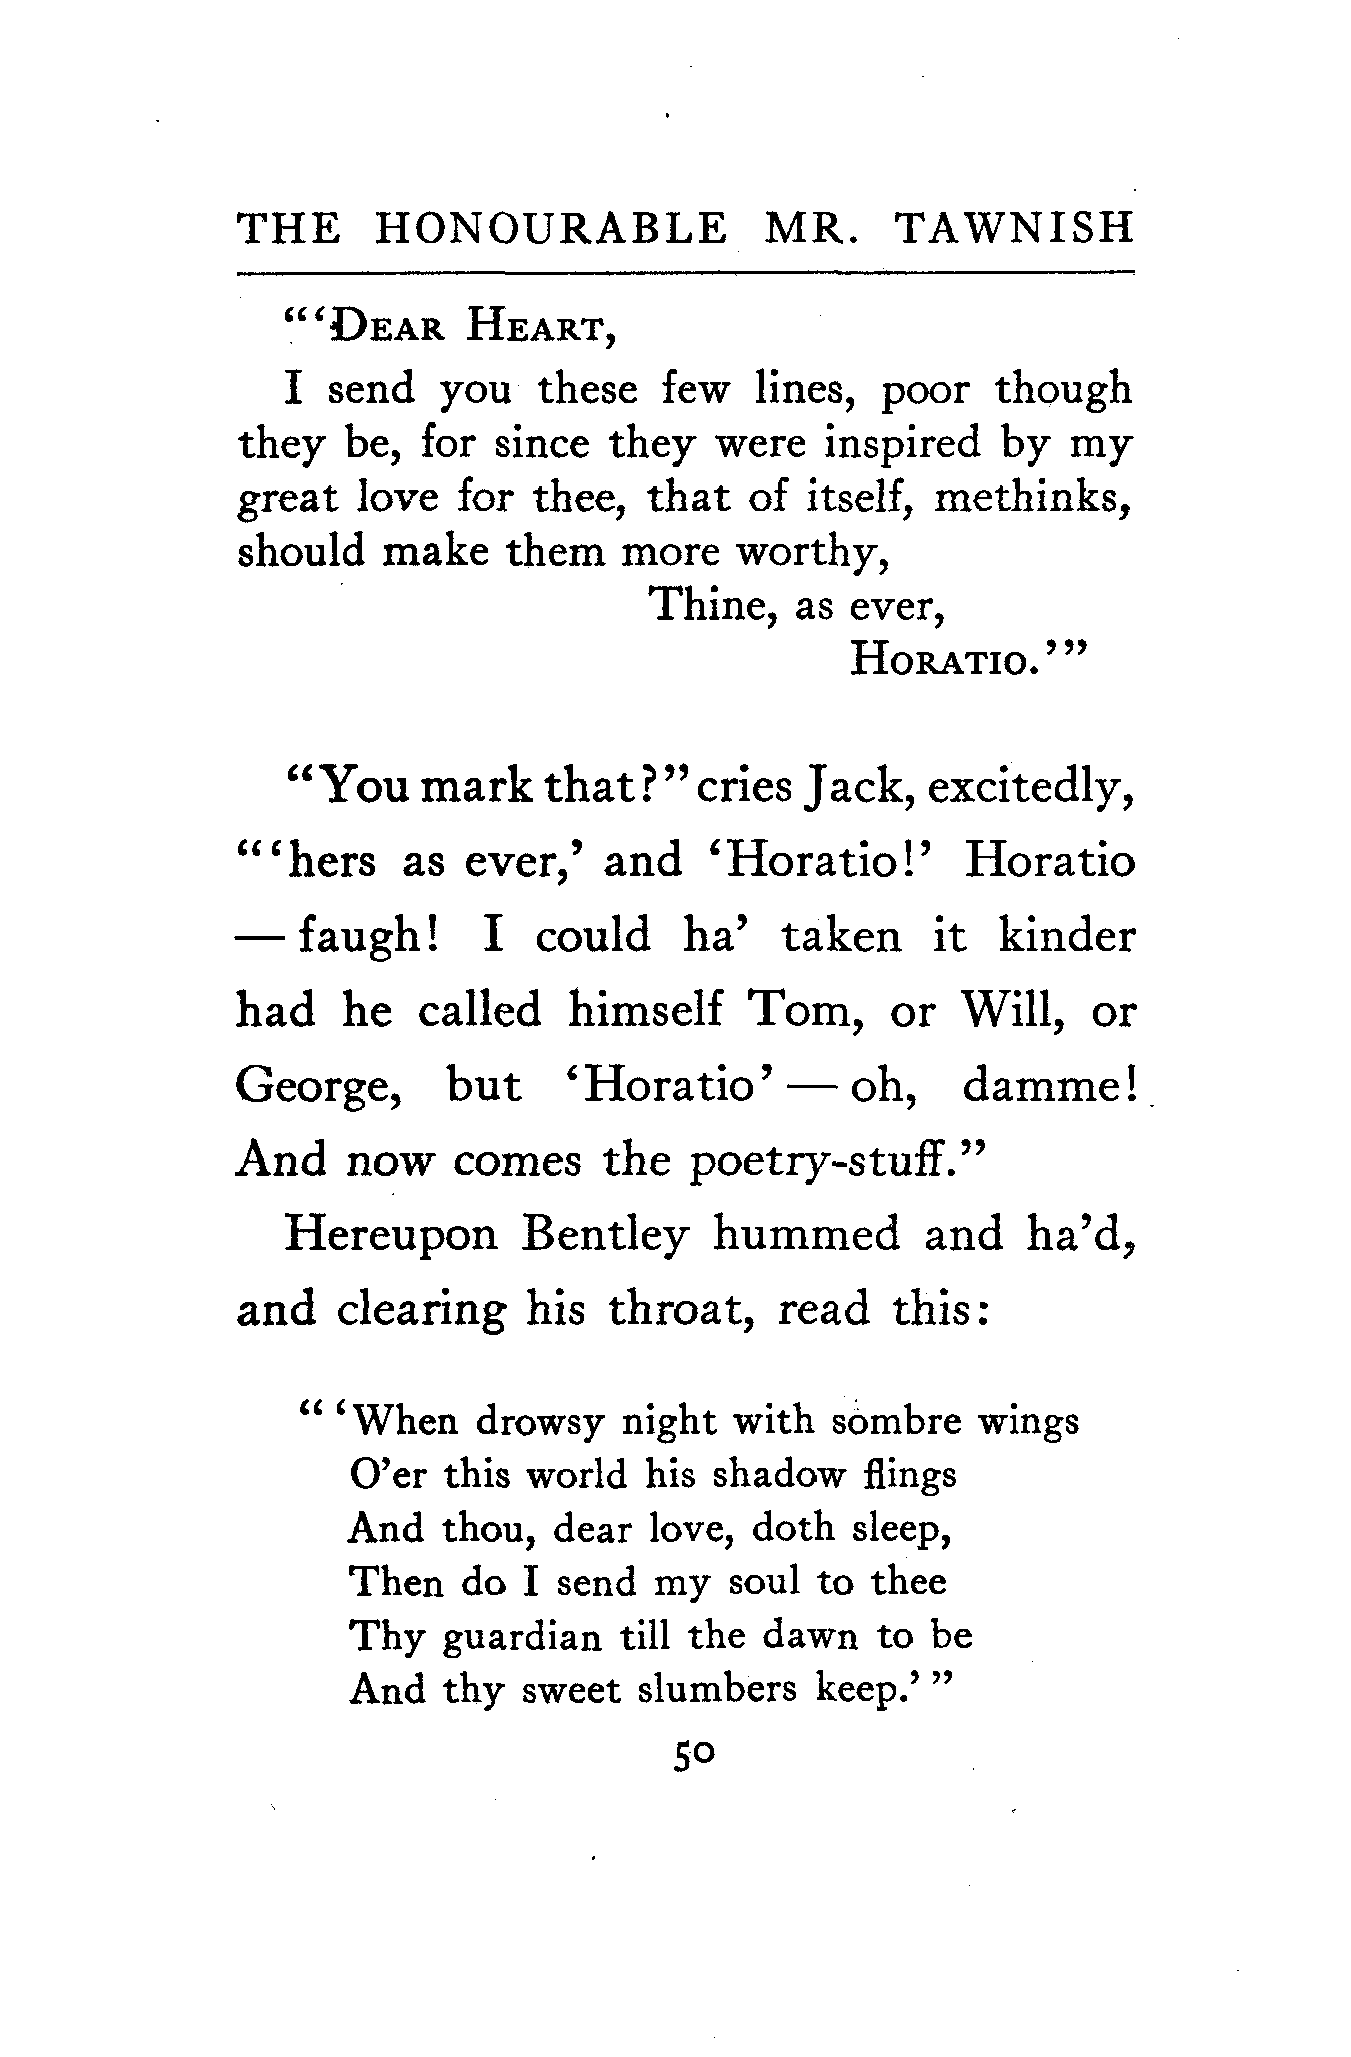 THE HONOURABLE MR. TAWNISH
"'DEAR HEART,
I send you these few lines, poor though
they be, for since they were inspired by my
great love for thee, that of itself, methinks,
should make them more worthy,
Thine, as ever,
HORATIO.'"
"You mark that?" cries Jack, excitedly,
"'hers as ever,' and 'Horatio!' Horatio
— faugh! I could ha' taken it kinder
had he called himself Tom, or Will, or
George, but 'Horatio' — oh, damme!
And now comes the poetry-stuff."
Hereupon Bentley hummed and ha'd,
and clearing his throat, read this:
"'When drowsy night with sombre wings
O'er this world his shadow flings
And thou, dear love, doth sleep,
Then do I send my soul to thee
Thy guardian till the dawn to be
And thy sweet slumbers keep.'"
50